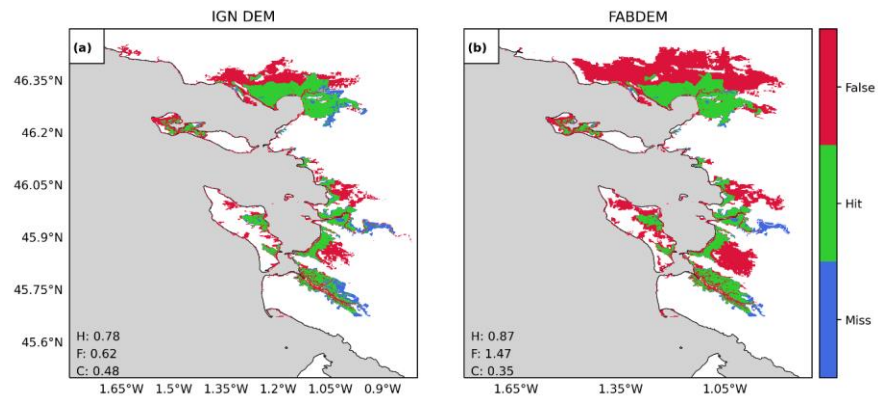 IGN DEM
FABDEM
(a)
(b)
46.35°N
46.2°N
46.05°N
45.9°N
45.75°N
45.6°N
H: 0.78
F: 0.62
C: 0.48
H: 0.87
F: 1.47
C: 0.35
1.65°W 1.5°W 1.35°W 1.2°W 1.05°W 0.9°W
1.65°W 1.35°W 1.05°W
False
Hit
Miss